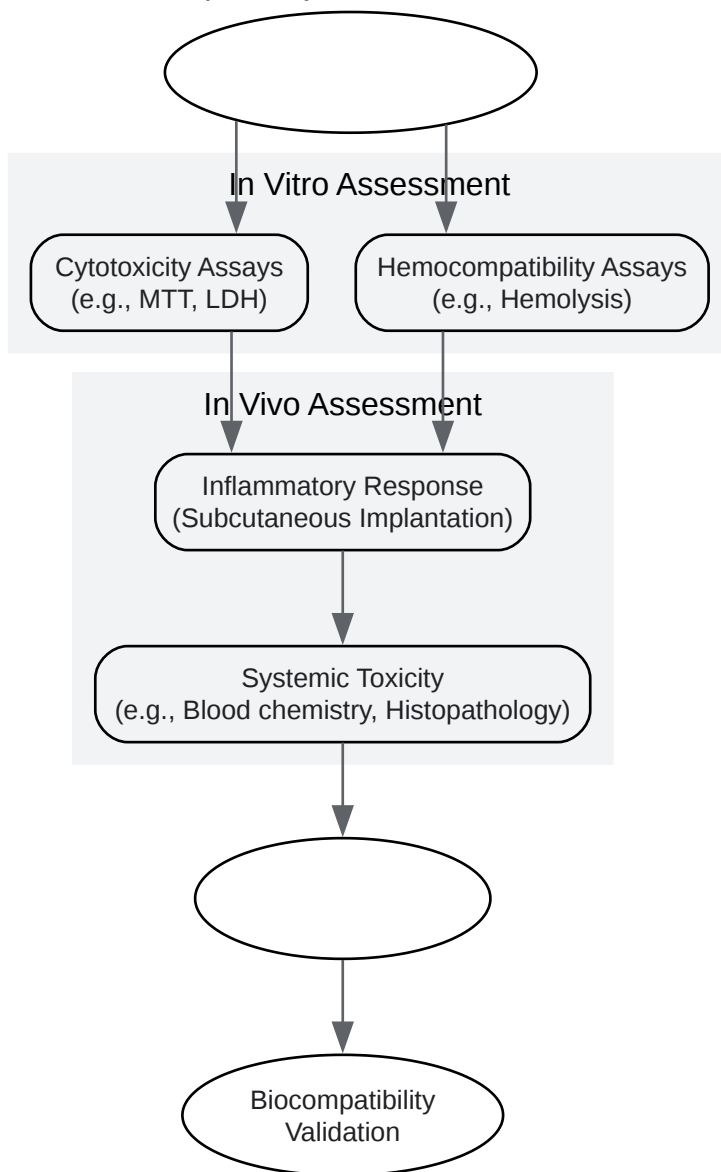 In Vitro Assessment
Cytotoxicity Assays
(e.g., MTT, LDH)
Hemocompatibility Assays
(e.g., Hemolysis)
In Vivo Assessment
Inflammatory Response
(Subcutaneous Implantation)
Systemic Toxicity
(e.g., Blood chemistry, Histopathology)
Biocompatibility
Validation